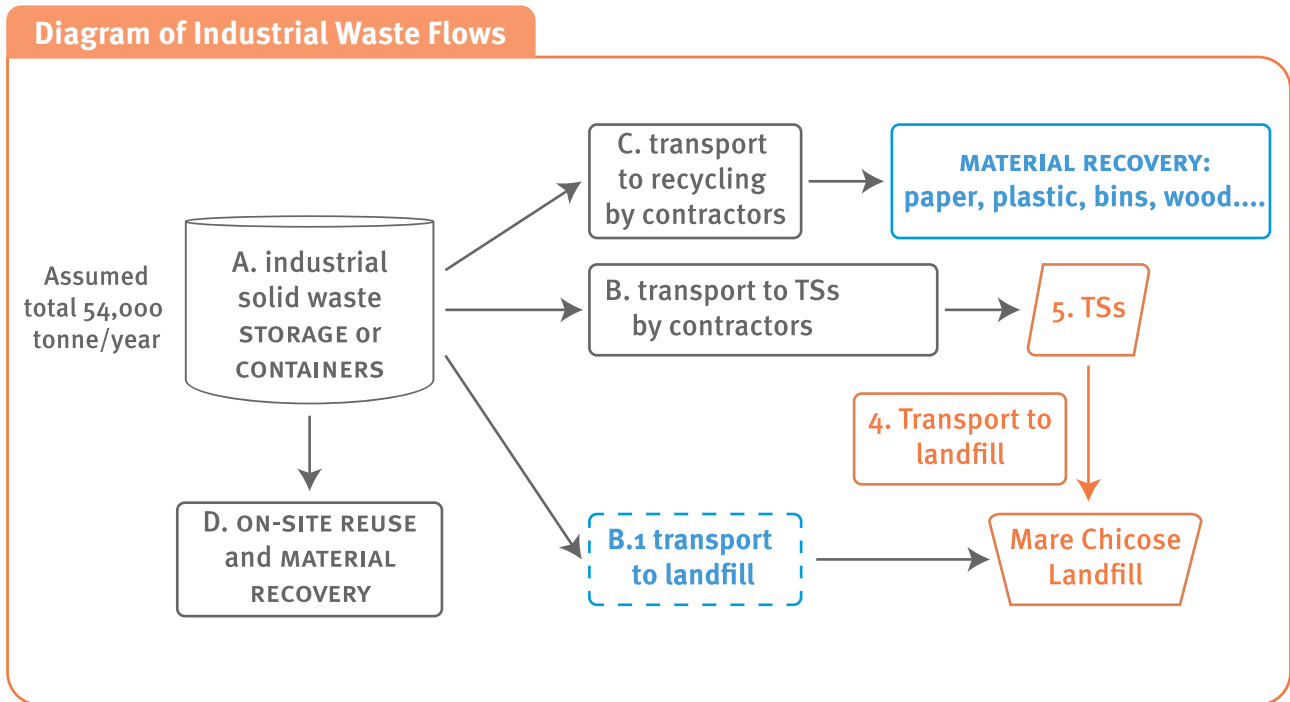 Diagram of Industrial Waste Flows
C. transport
to recycling
by contractors
MATERIAL RECOVERY:
paper, plastic, bins, wood....
Assumed
total 54,000
tonne/year
A. industrial
solid waste
STORAGE or
CONTAINERS
B. transport to TSs
by contractors
5. TSs
4. Transport to
landfill
D. ON-SITE REUSE
and MATERIAL
RECOVERY
B.1 transport
to landfill
Mare Chicose
Landfill